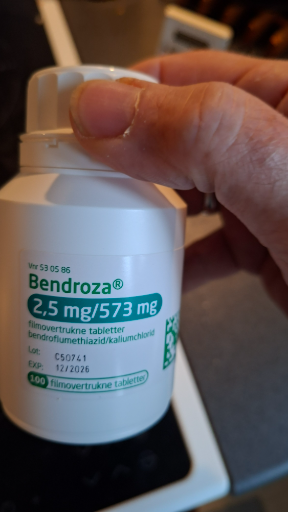 Vnr 53 05 86
Bendroza®
2,5 mg/573 mg
filmovertrukne tabletter
bendroflumethiazid/kaliumchlorid
Lot: C50741
EXP: 12/2026
100 filmovertrukne tabletter